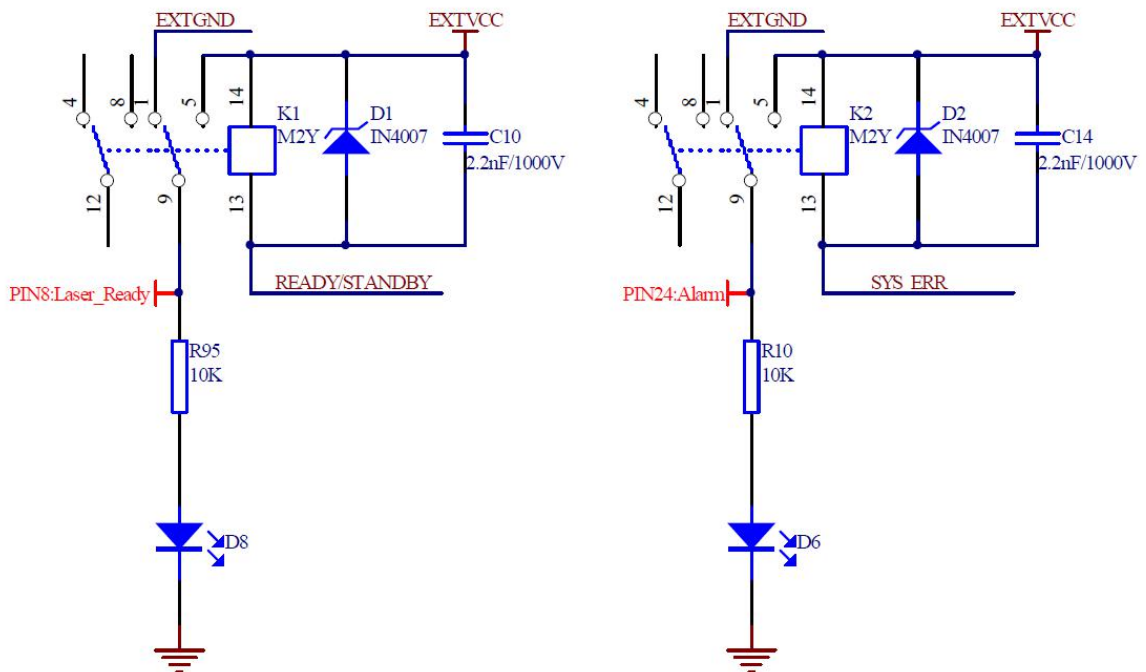 EXTGND
EXTVCC
4
8
1
5
14
K1
M2Y
D1
IN4007
C10
2.2nF/1000V
12
9
13
READY/STANDBY
PIN8:Laser_Ready
R95
10K
D8
EXTGND
EXTVCC
4
8
1
5
14
K2
M2Y
D2
IN4007
C14
2.2nF/1000V
12
9
13
SYS ERR
PIN24:Alarm
R10
10K
D6